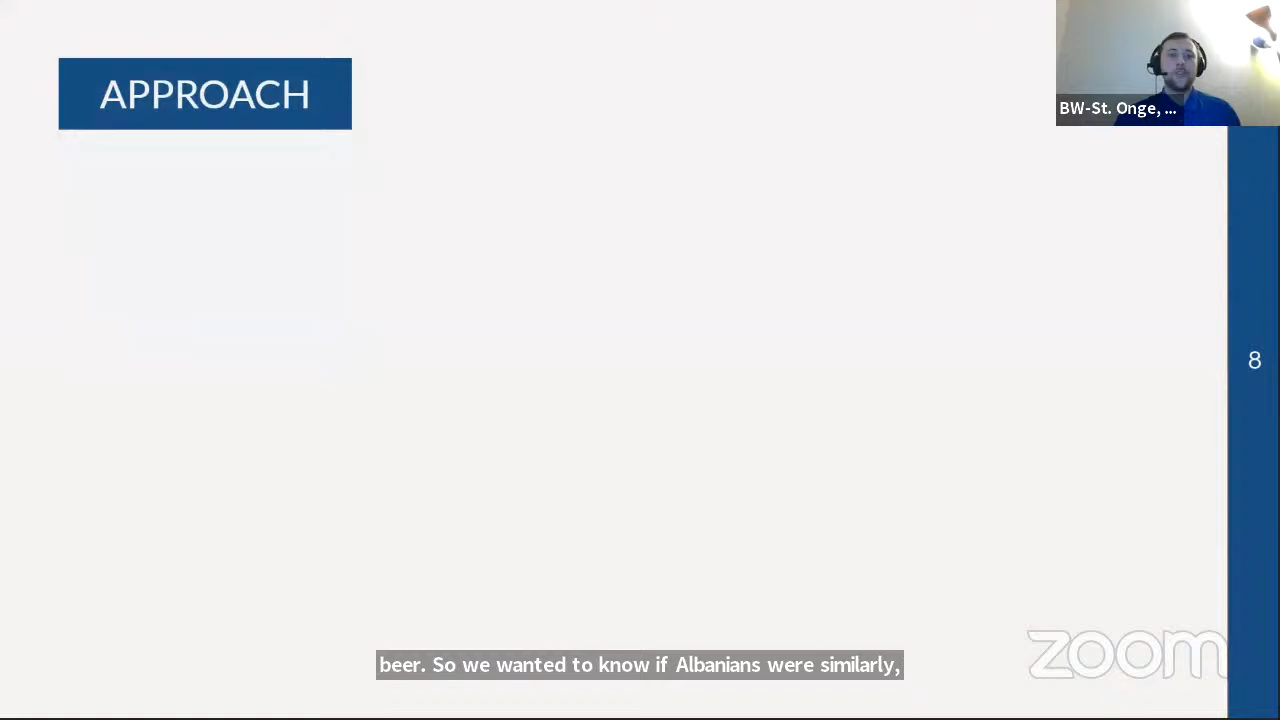 APPROACH
BW-St. Onge, ...
8
beer. So we wanted to know if Albanians were similarly,
zoom